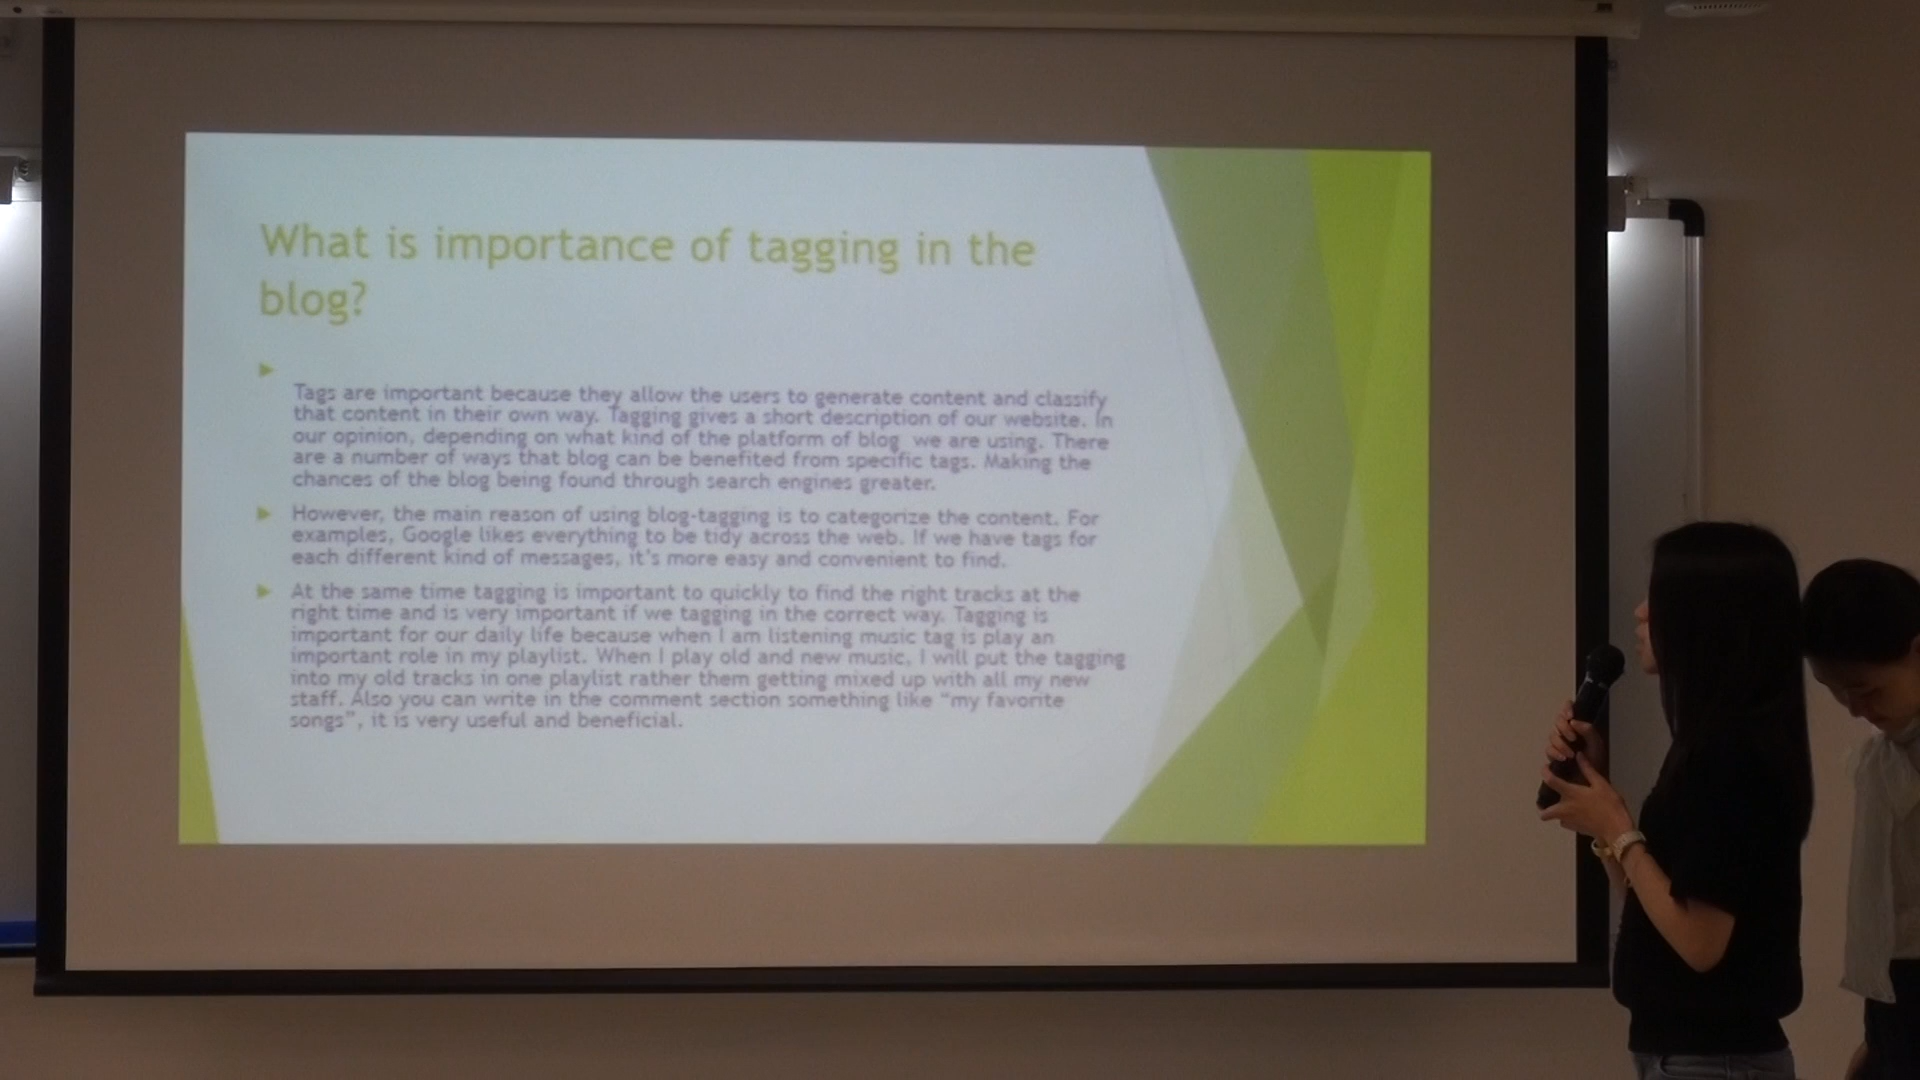 What is importance of tagging in the
blog?
Tags are important because they allow the users to generate content and classify
that content in their own way. Tagging gives a short description of our website. In
our opinion, depending on what kind of the platform of blog we are using. There
are a number of ways that blog can be benefited from specific tags. Making the
chances of the blog being found through search engines greater.
However, the main reason of using blog-tagging is to categorize the content. For
examples, Google likes everything to be tidy across the web. If we have tags for
each different kind of messages, it's more easy and convenient to find.
At the same time tagging is important to quickly to find the right tracks at the
right time and is very important if we tagging in the correct way. Tagging is
important for our daily life because when I am listening music tag is play an
important role in my playlist. When I play old and new music, I will put the tagging
into my old tracks in one playlist rather them getting mixed up with all my new
staff. Also you can write in the comment section something like “my favorite
songs”, it is very useful and beneficial.